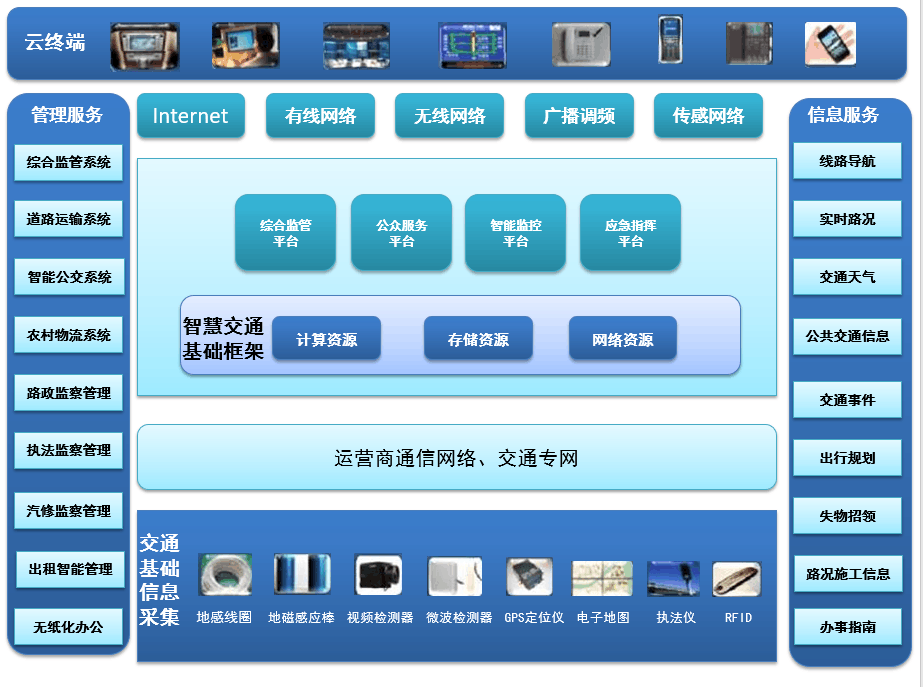 云终端
管理服务
综合监管系统
道路运输系统
智能公交系统
农村物流系统
路政监察管理
执法监察管理
汽修监察管理
出租智能管理
无纸化办公
Internet
有线网络
无线网络
广播调频
传感网络
综合监管
平台
公众服务
平台
智能监控
平台
应急指挥
平台
智慧交通
基础框架
计算资源
存储资源
网络资源
运营商通信网络、交通专网
交通
基础
信息
采集
地感线圈
地磁感应棒
视频检测器
微波检测器
GPS定位仪
电子地图
执法仪
RFID
信息服务
线路导航
实时路况
交通天气
公共交通信息
交通事件
出行规划
失物招领
路况施工信息
办事指南